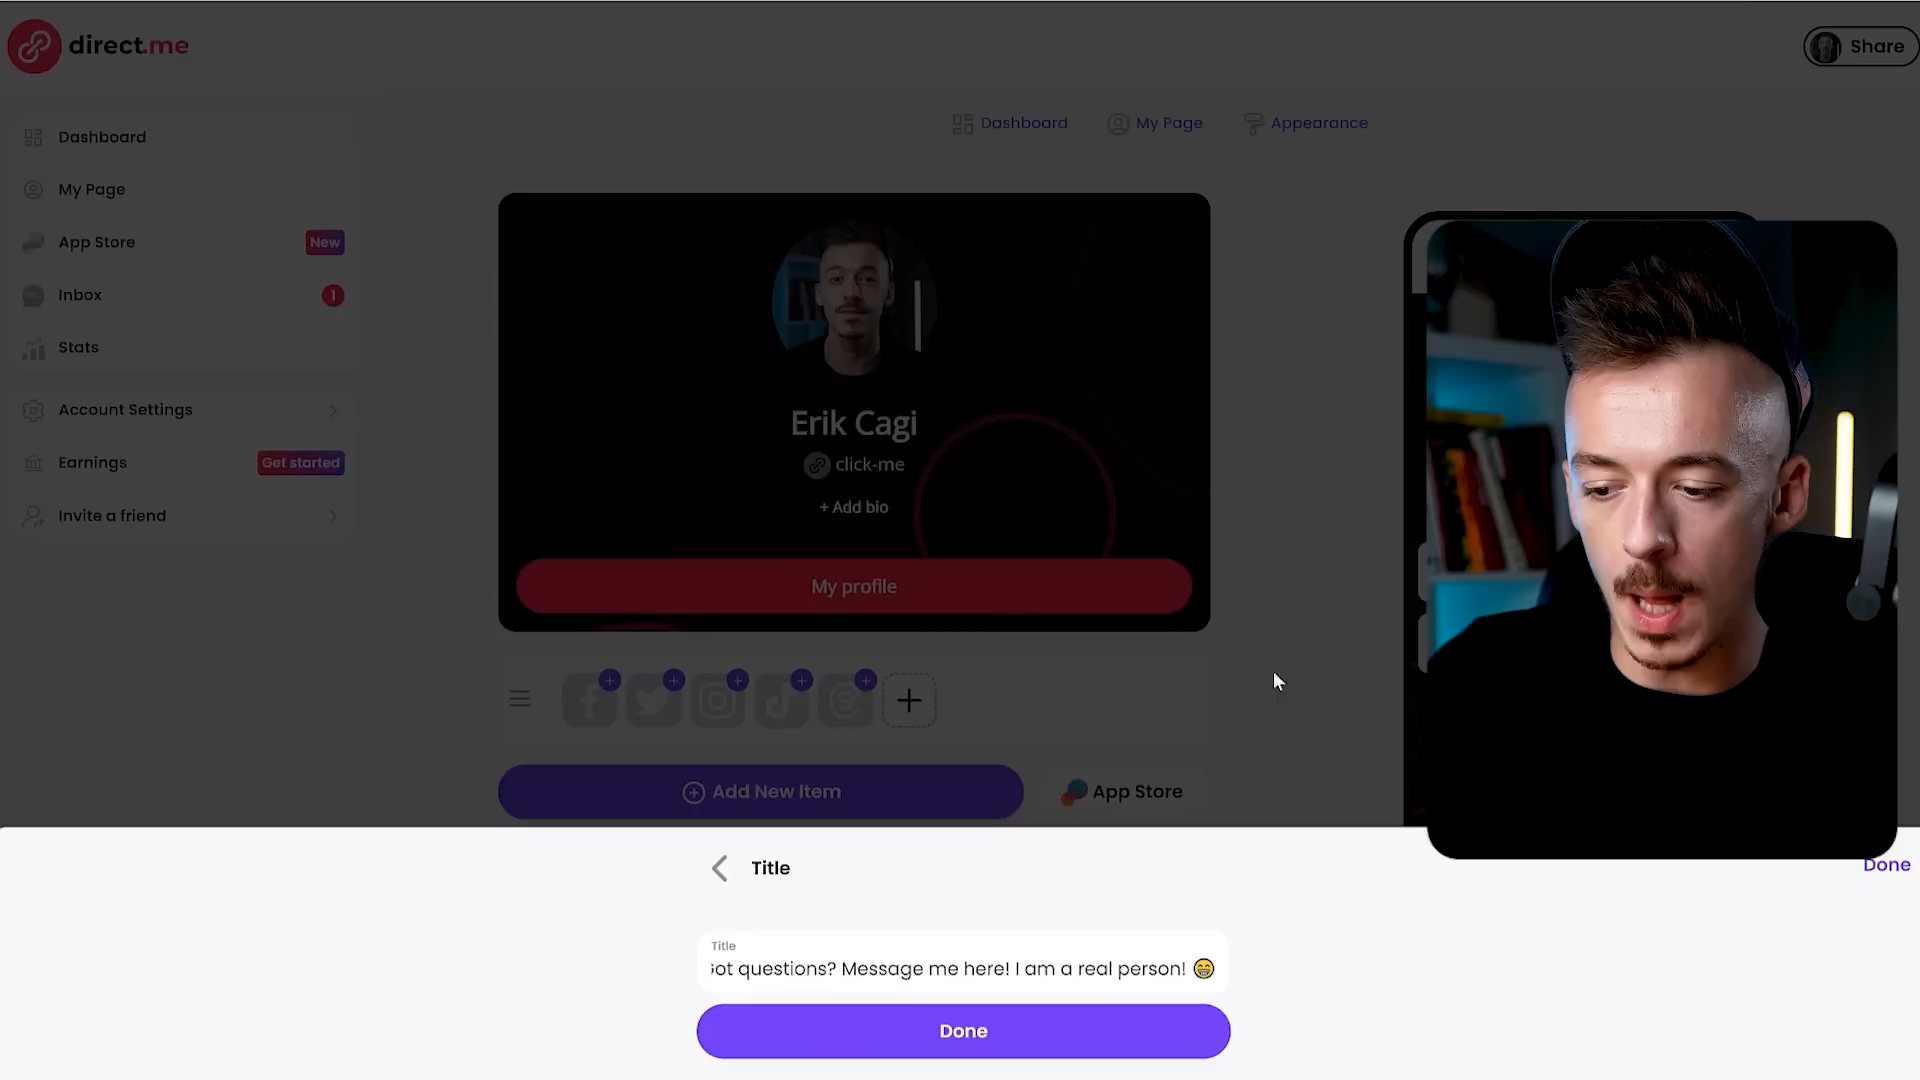 direct.me
Share
Dashboard
My Page
Appearance
Dashboard
My Page
App Store
New
Inbox
1
Stats
Account Settings
Earnings
Get started
Invite a friend
Erik Cagi
click-me
+ Add bio
My profile
Add New Item
App Store
Title
Done
Title
questions? Message me here! I am a real person! 😁
Done